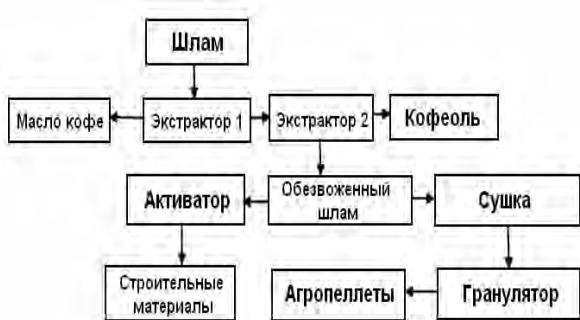 Шлам
Масло кофе
Экстрактор 1
Экстрактор 2
Кофеоль
Активатор
Обезвоженный
шлам
Сушка
Строительные
материалы
Агропеллеты
Гранулятор